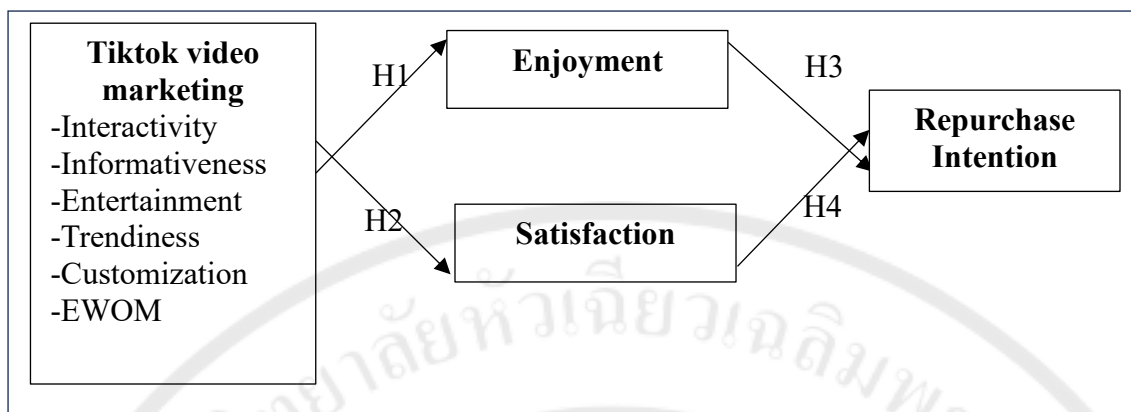 Tiktok video
marketing
-Interactivity
-Informativeness
-Entertainment
-Trendiness
-Customization
-EWOM
H1
H2
Enjoyment
Satisfaction
H3
H4
Repurchase
Intention